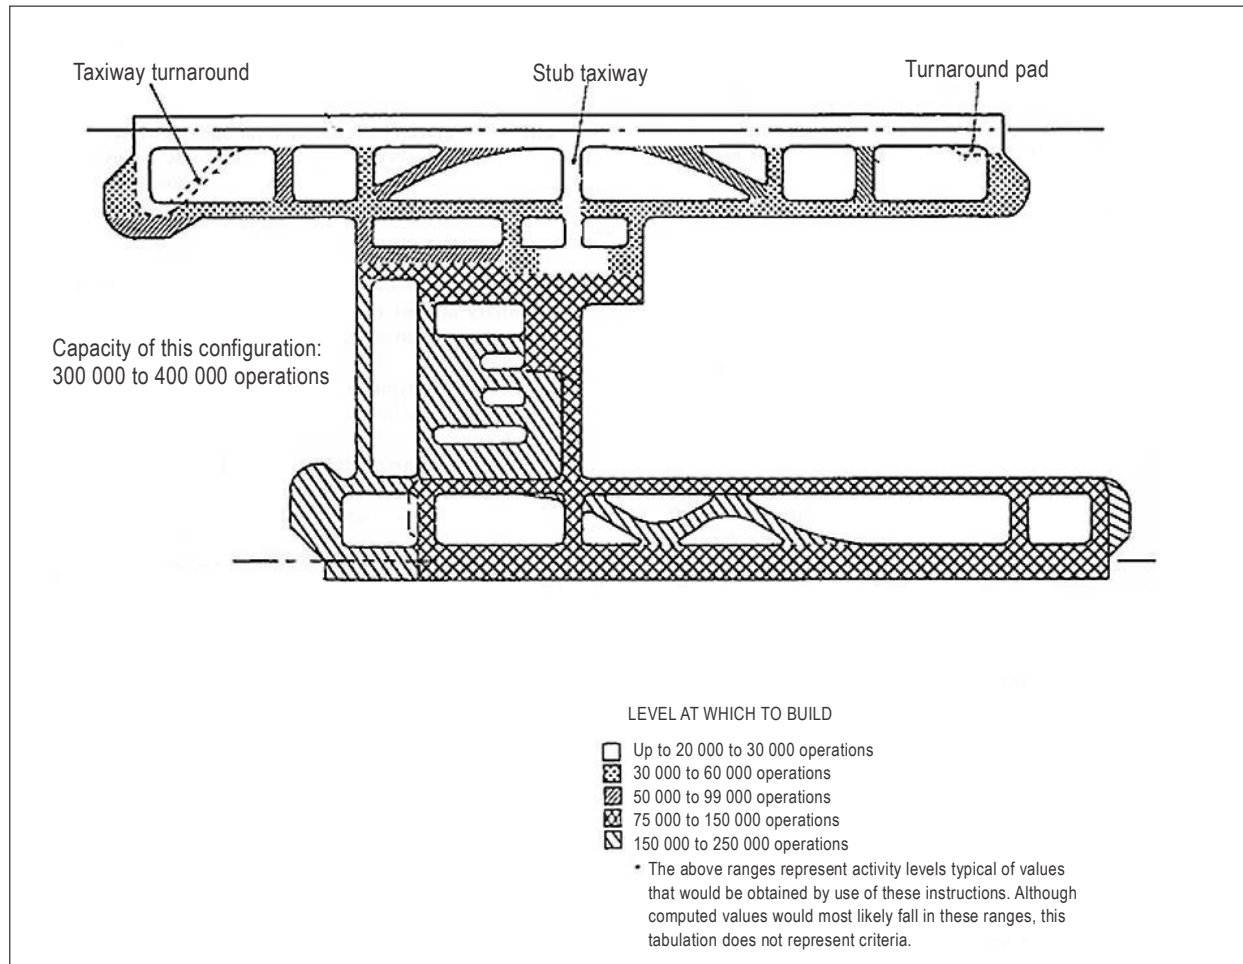 Taxiway turnaround
Stub taxiway
Turnaround pad
Capacity of this configuration:
300 000 to 400 000 operations
LEVEL AT WHICH TO BUILD
Up to 20 000 to 30 000 operations
30 000 to 60 000 operations
50 000 to 99 000 operations
75 000 to 150 000 operations
150 000 to 250 000 operations
* The above ranges represent activity levels typical of values
that would be obtained by use of these instructions. Although
computed values would most likely fall in these ranges, this
tabulation does not represent criteria.